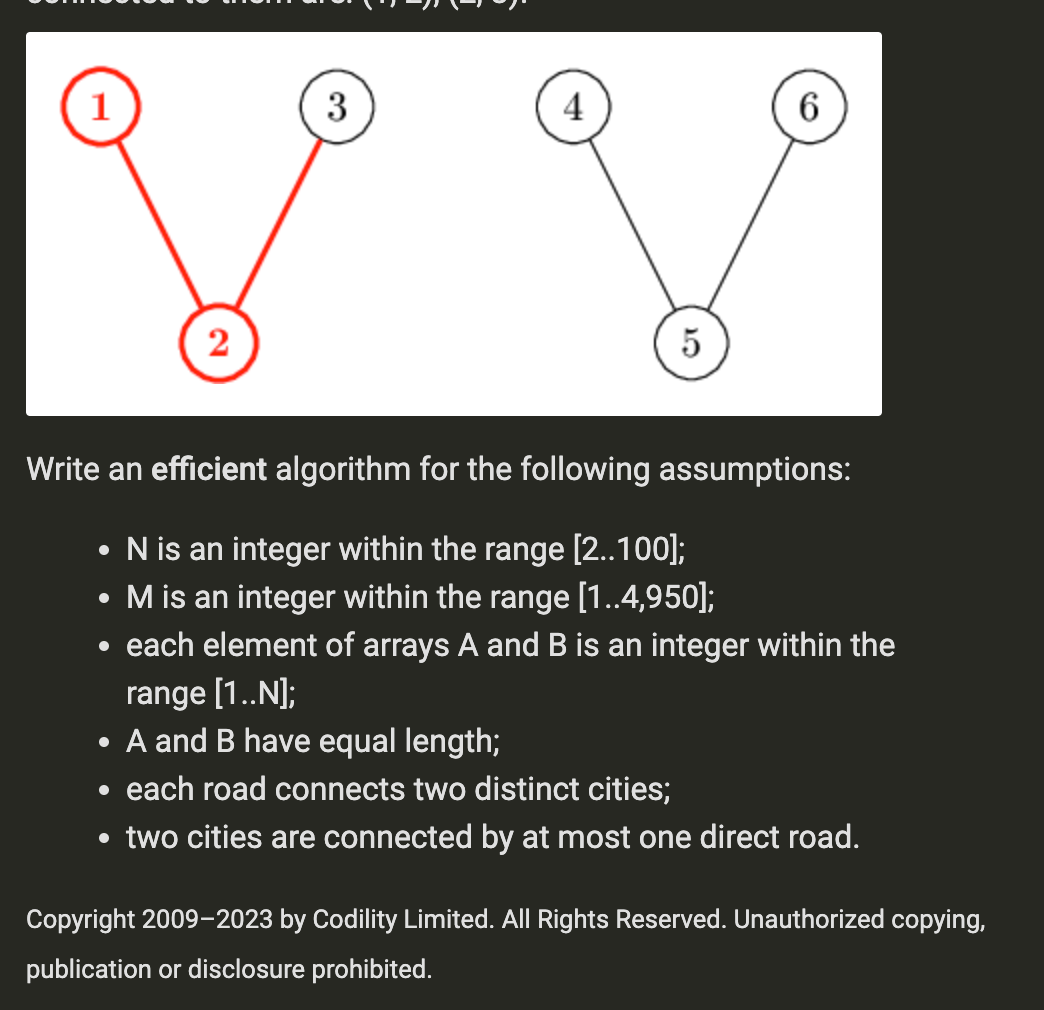 1
3
4
6
2
5
Write an efficient algorithm for the following assumptions:
• N is an integer within the range [2..100];
• M is an integer within the range [1..4,950];
• each element of arrays A and B is an integer within the
range [1..N];
• A and B have equal length;
• each road connects two distinct cities;
• two cities are connected by at most one direct road.
Copyright 2009–2023 by Codility Limited. All Rights Reserved. Unauthorized copying,
publication or disclosure prohibited.